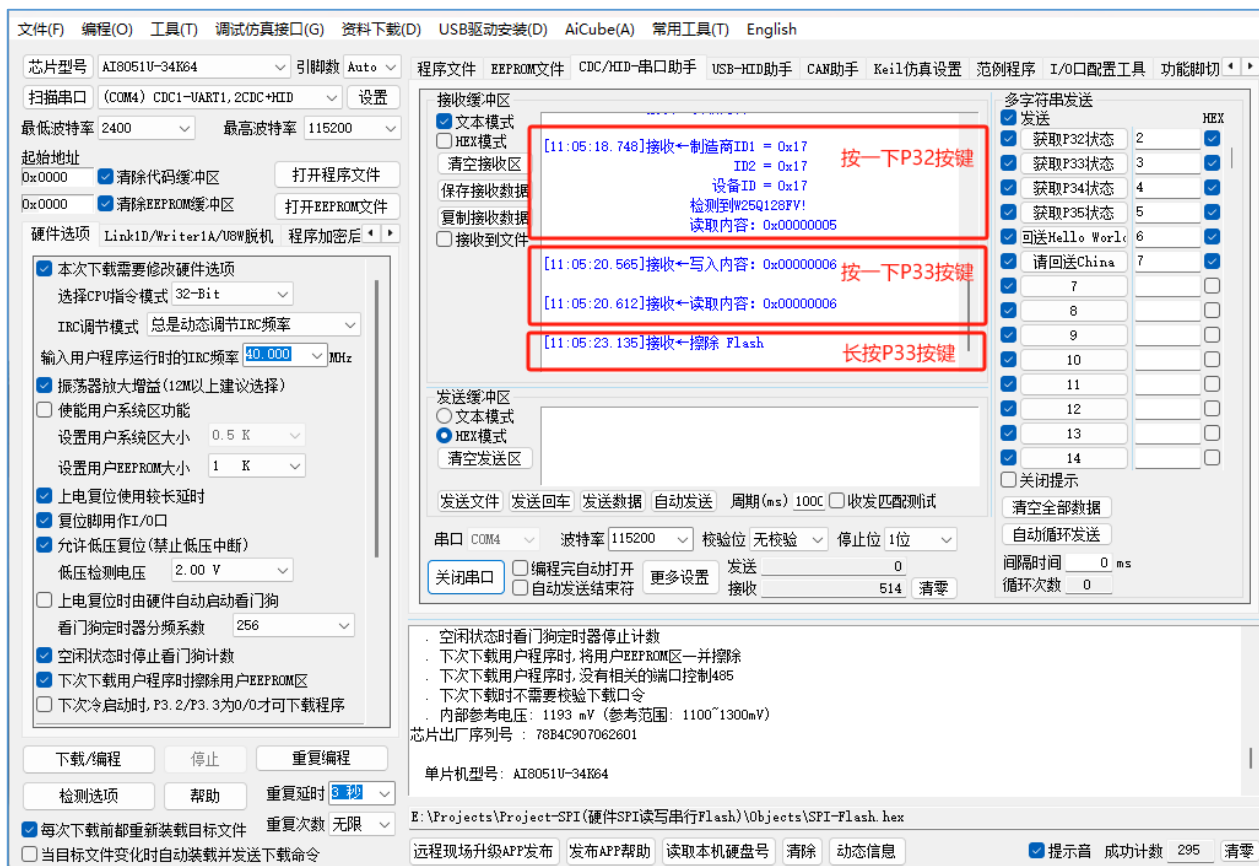 文件(F) 编程(O) 工具(T) 调试仿真接口(G) 资料下载(D) USB驱动安装(D) AiCube(A) 常用工具(T) English
芯片型号 AI8051U-34K64 引脚数 Auto
扫描串口 (COM4) CDC1-UART1,2CDC+HID 设置
最低波特率 2400 最高波特率 115200
起始地址
0x0000 清除代码缓冲区 打开程序文件
0x0000 清除EEPROM缓冲区 打开EEPROM文件
硬件选项 Link1D/Writer1A/U8W脱机 程序加密后
本次下载需要修改硬件选项
选择CPU指令模式 32-Bit
IRC调节模式 总是动态调节IRC频率
输入用户程序运行时的IRC频率 40.000 MHz
振荡器放大增益(12M以上建议选择)
使能用户系统区功能
设置用户系统区大小 0.5 K
设置用户EEPROM大小 1 K
上电复位使用较长延时
复位脚用作I/O口
允许低压复位(禁止低压中断)
低压检测电压 2.00 V
上电复位时由硬件自动启动看门狗
看门狗定时器分频系数 256
空闲状态时停止看门狗计数
下次下载用户程序时擦除用户EEPROM区
下次冷启动时,P3.2/P3.3为0/0才可下载程序
下载/编程 停止 重复编程
检测选项 帮助 重复延时 3 秒
每次下载前都重新装载目标文件 重复次数 无限
当目标文件变化时自动装载并发送下载命令
程序文件 EEPROM文件 CDC/HID-串口助手 USB-HID助手 CAN助手 Keil仿真设置 范例程序 I/O口配置工具 功能脚切
接收缓冲区
文本模式
HEX模式
清空接收区
保存接收数据
复制接收数据
接收到文件
[11:05:18.748]接收←制造商ID1 = 0x17
ID2 = 0x17
设备ID = 0x17
检测到W25Q128FV!
读取内容: 0x00000005
按一下P32按键
[11:05:20.565]接收←写入内容: 0x00000006
按一下P33按键
[11:05:20.612]接收←读取内容: 0x00000006
[11:05:23.135]接收←擦除 Flash
长按P33按键
发送缓冲区
文本模式
HEX模式
清空发送区
发送文件 发送回车 发送数据 自动发送 周期(ms) 1000 收发匹配测试
串口 COM4 波特率 115200 校验位 无校验 停止位 1位
关闭串口 编程完自动打开 更多设置 发送 0
自动发送结束符 接收 514 清零
多字符串发送
发送 HEX
获取P32状态 2
获取P33状态 3
获取P34状态 4
获取P35状态 5
回送Hello Worl 6
请回送China 7
7
8
9
10
11
12
13
14
关闭提示
清空全部数据
自动循环发送
间隔时间 0 ms
循环次数 0
. 空闲状态时看门狗定时器停止计数
. 下次下载用户程序时,将用户EEPROM区一并擦除
. 下次下载用户程序时,没有相关的端口控制485
. 下次下载时不需要校验下载口令
. 内部参考电压: 1193 mV (参考范围: 1100~1300mV)
芯片出厂序列号 : 78B4C907062601
单片机型号: AI8051U-34K64
E:\Projects\Project-SPI(硬件SPI读写串行Flash)\Objects\SPI-Flash.hex
远程现场升级APP发布 发布APP帮助 读取本机硬盘号 清除 动态信息 提示音 成功计数 295 清零